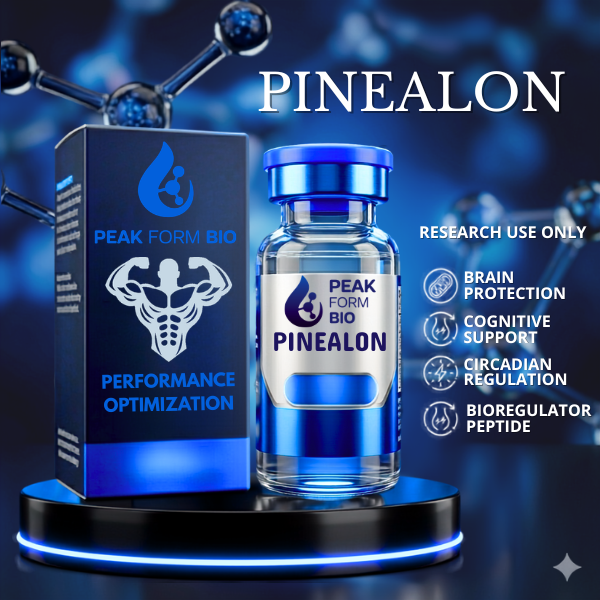 PINEALON
PEAK FORM BIO
PERFORMANCE
OPTIMIZATION
PEAK
FORM
BIO
PINEALON
RESEARCH USE ONLY
BRAIN
PROTECTION
COGNITIVE
SUPPORT
CIRCADIAN
REGULATION
BIOREGULATOR
PEPTIDE